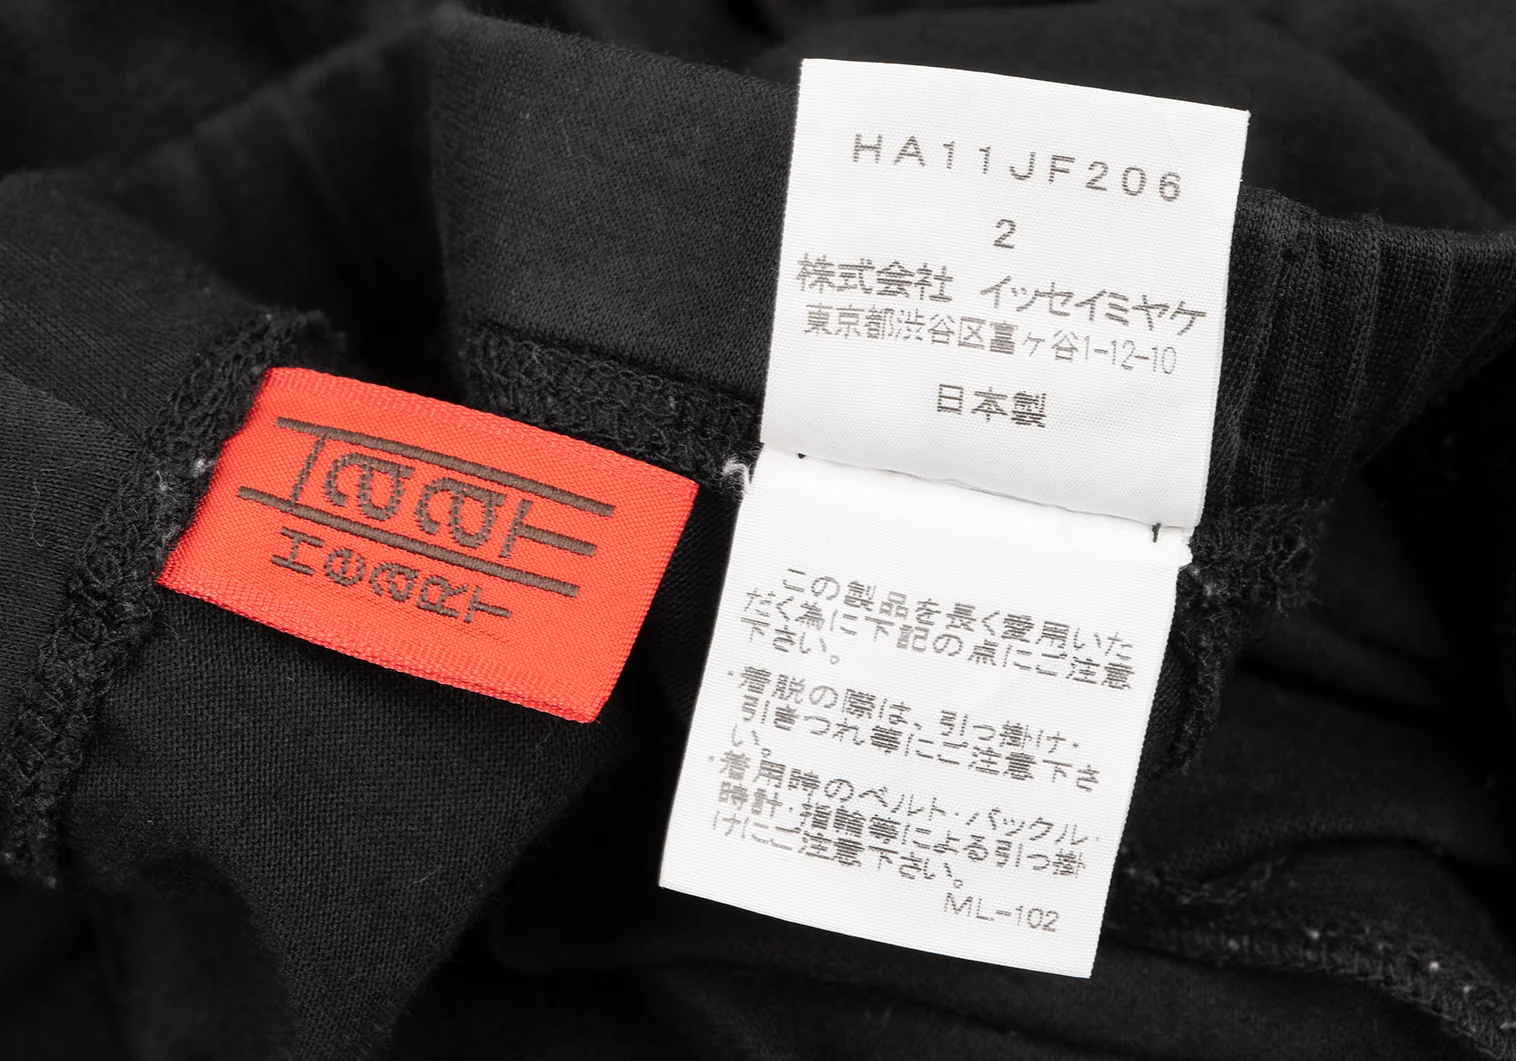 HaaT
HeaRT
HA11JF206
2
株式会社 イッセイミヤケ
東京都渋谷区富ヶ谷1-12-10
日本製
この製品を長く愛用いた
だく為に下記の点にご注意
下さい。
・着脱の際は、引っ掛け・
引きつれ等にご注意下さ
い。
・着用時のベルト・バックル・
時計・指輪等による引っ掛
けにご注意下さい。
ML-102